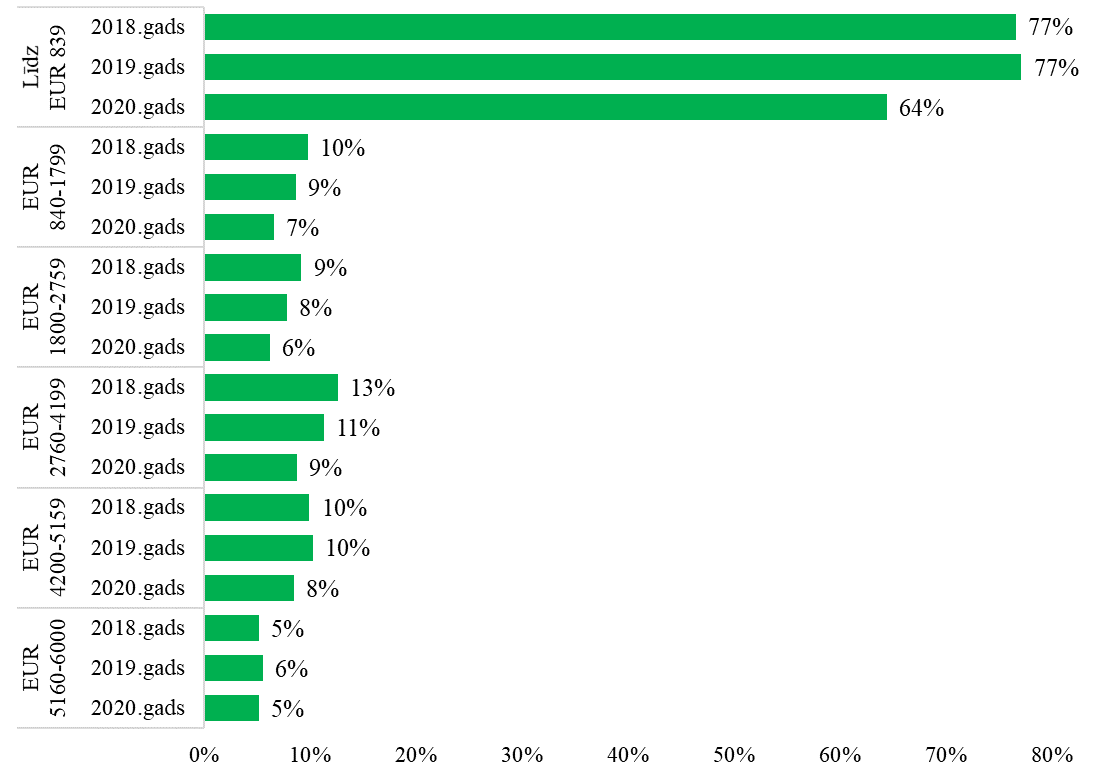 Līdz
EUR 839
2018.gads
77%
2019.gads
77%
2020.gads
64%
EUR
840-1799
2018.gads
10%
2019.gads
9%
2020.gads
7%
EUR
1800-2759
2018.gads
9%
2019.gads
8%
2020.gads
6%
EUR
2760-4199
2018.gads
13%
2019.gads
11%
2020.gads
9%
EUR
4200-5159
2018.gads
10%
2019.gads
10%
2020.gads
8%
EUR
5160-6000
2018.gads
5%
2019.gads
6%
2020.gads
5%
0% 10% 20% 30% 40% 50% 60% 70% 80%